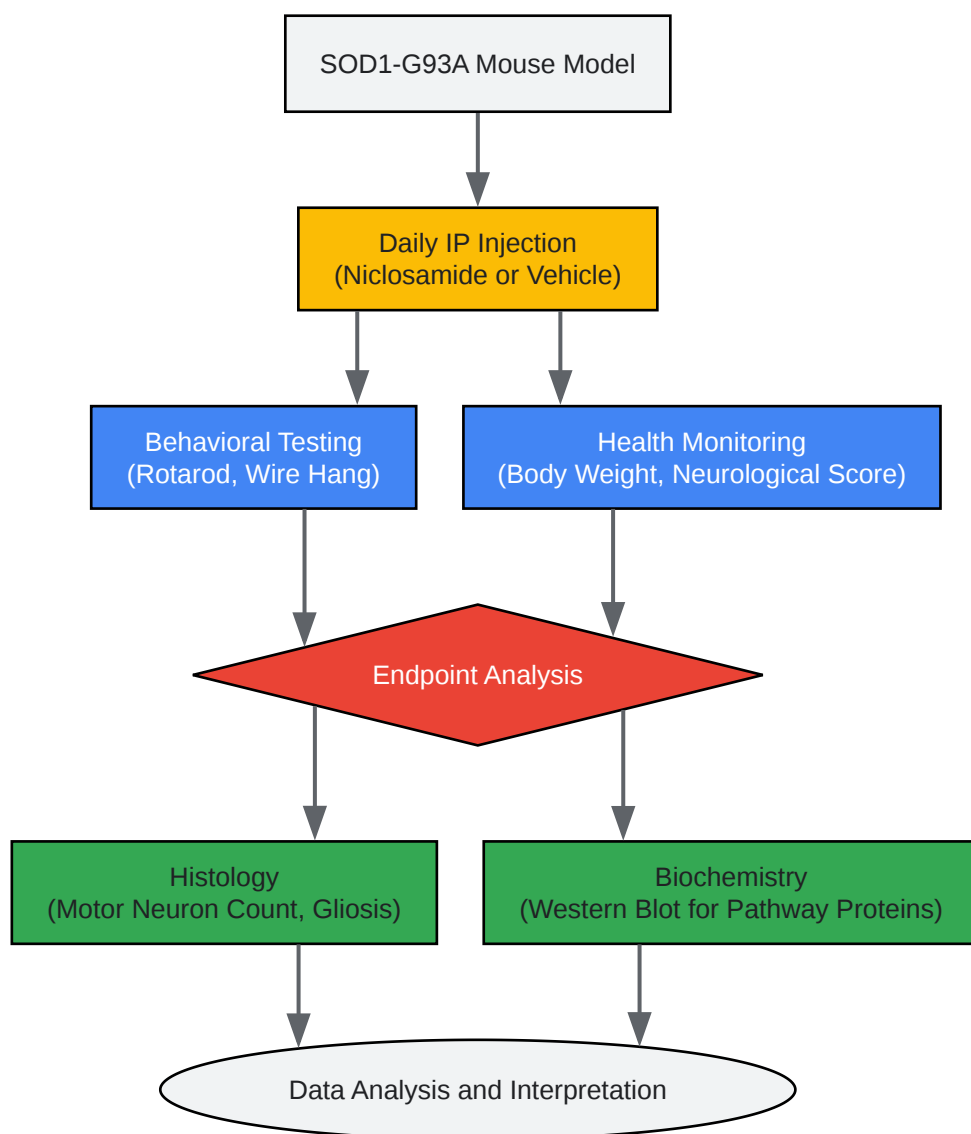 SOD1-G93A Mouse Model
Daily IP Injection
(Niclosamide or Vehicle)
Behavioral Testing
(Rotarod, Wire Hang)
Health Monitoring
(Body Weight, Neurological Score)
Endpoint Analysis
Histology
(Motor Neuron Count, Gliosis)
Biochemistry
(Western Blot for Pathway Proteins)
Data Analysis and Interpretation